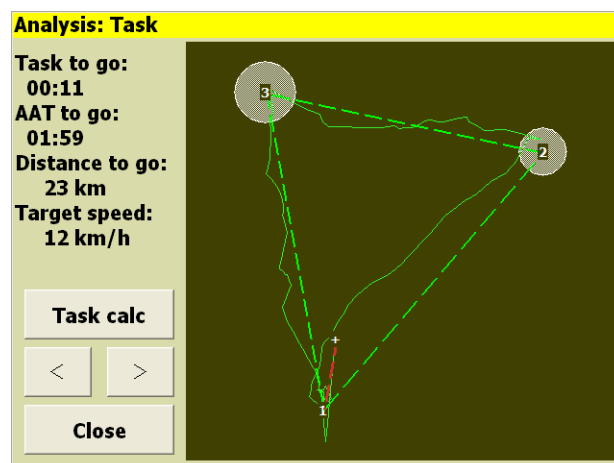 Analysis: Task
Task to go:
00:11
AAT to go:
01:59
Distance to go:
23 km
Target speed:
12 km/h
Task calc
< >
Close
3
2
1